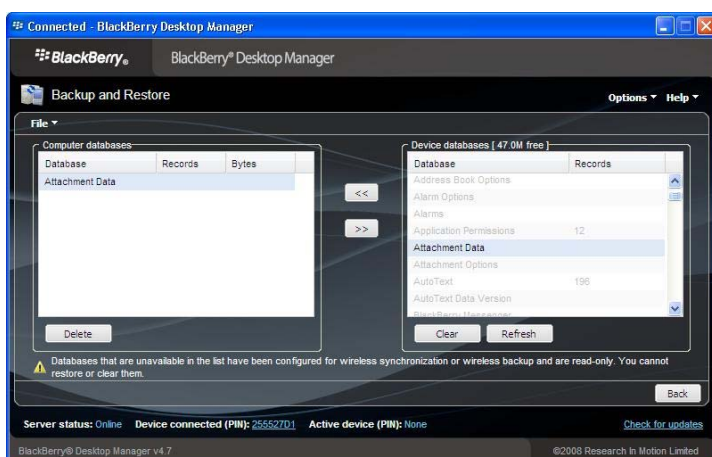 Connected - BlackBerry Desktop Manager
BlackBerry® BlackBerry® Desktop Manager
Backup and Restore Options Help
File
Computer databases
Database Records Bytes
Attachment Data
Delete
<<
>>
Device databases [ 47.0M free ]
Database Records
Address Book Options
Alarm Options
Alarms
Application Permissions 12
Attachment Data
Attachment Options
AutoText 196
AutoText Data Version
BlackBerry Messenger
Clear Refresh
Databases that are unavailable in the list have been configured for wireless synchronization or wireless backup and are read-only. You cannot
restore or clear them.
Back
Server status: Online Device connected (PIN): 255527D1 Active device (PIN): None Check for updates
BlackBerry® Desktop Manager v4.7 ©2008 Research In Motion Limited